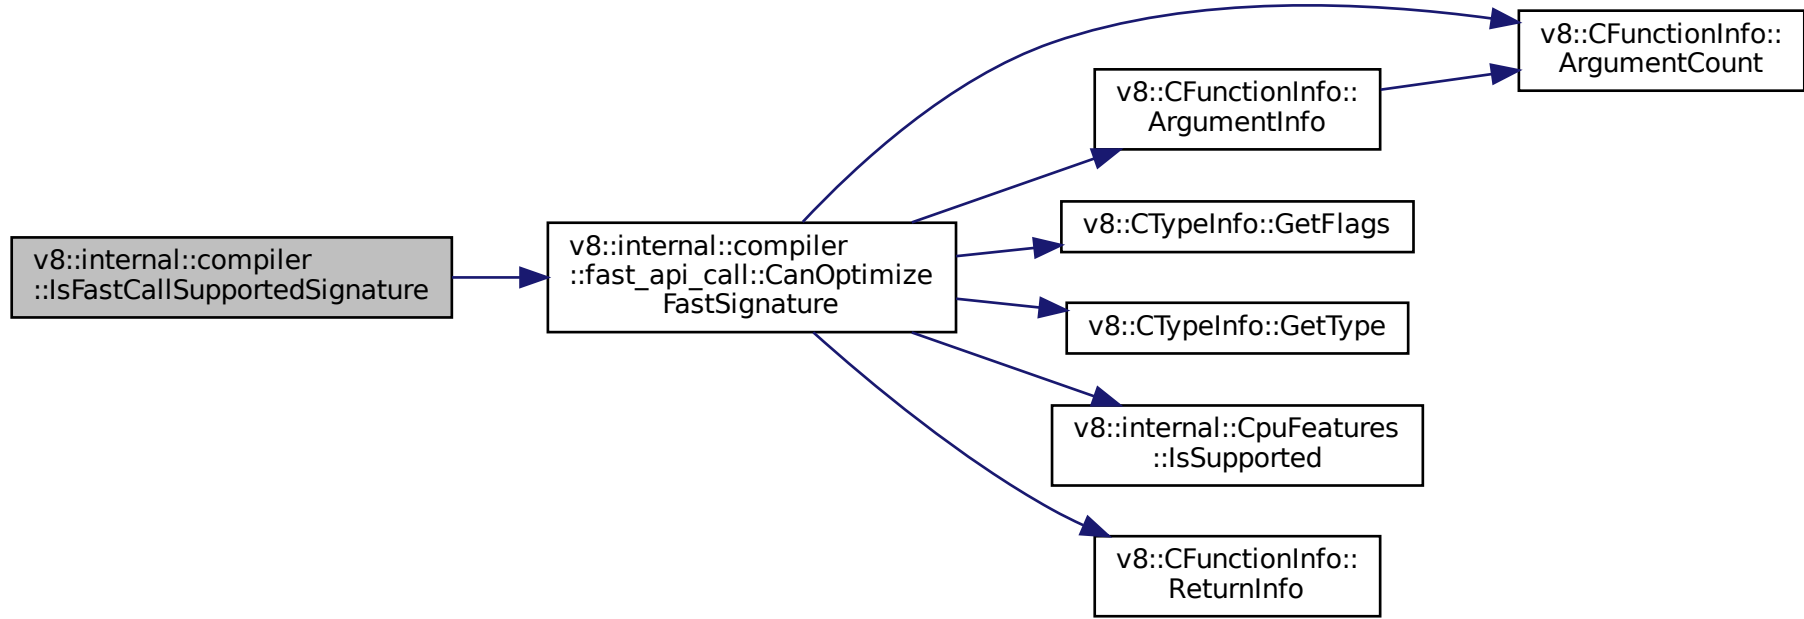 v8::internal::compiler
::IsFastCallSupportedSignature
v8::internal::compiler
::fast_api_call::CanOptimize
FastSignature
v8::CFunctionInfo::
ArgumentCount
v8::CFunctionInfo::
ArgumentInfo
v8::CTypeInfo::GetFlags
v8::CTypeInfo::GetType
v8::internal::CpuFeatures
::IsSupported
v8::CFunctionInfo::
ReturnInfo